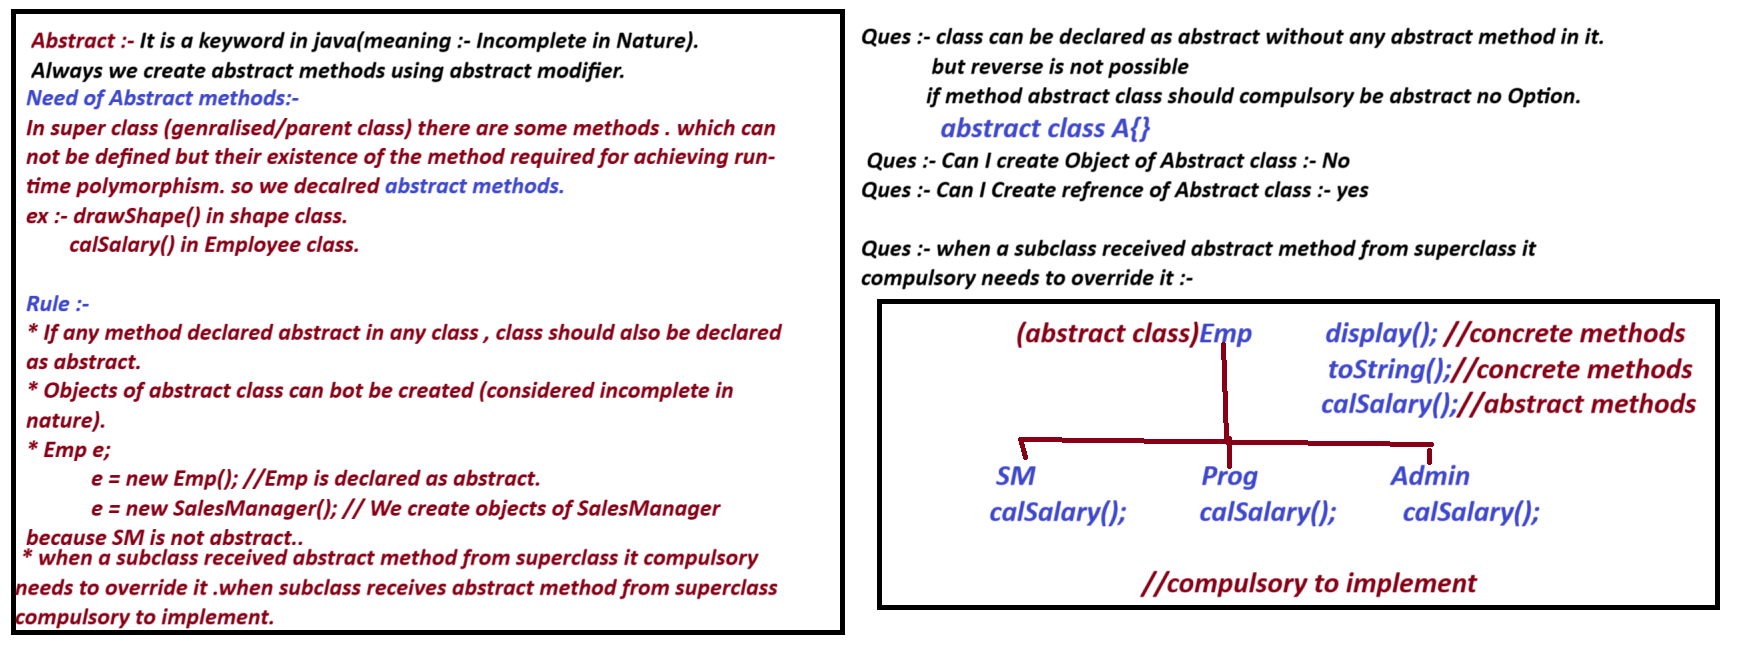 Abstract :- It is a keyword in java(meaning :- Incomplete in Nature).
Always we create abstract methods using abstract modifier.
Need of Abstract methods:-
In super class (genralised/parent class) there are some methods . which can
not be defined but their existence of the method required for achieving run-
time polymorphism. so we decalred abstract methods.
ex :- drawShape() in shape class.
calSalary() in Employee class.
Rule :-
* If any method declared abstract in any class , class should also be declared
as abstract.
* Objects of abstract class can bot be created (considered incomplete in
nature).
* Emp e;
e = new Emp(); //Emp is declared as abstract.
e = new SalesManager(); // We create objects of SalesManager
because SM is not abstract..
* when a subclass received abstract method from superclass it compulsory
needs to override it .when subclass receives abstract method from superclass
compulsory to implement.
Ques :- class can be declared as abstract without any abstract method in it.
but reverse is not possible
if method abstract class should compulsory be abstract no Option.
abstract class A{}
Ques :- Can I create Object of Abstract class :- No
Ques :- Can I Create refrence of Abstract class :- yes
Ques :- when a subclass received abstract method from superclass it
compulsory needs to override it :-
(abstract class)Emp display(); //concrete methods
toString();//concrete methods
calSalary();//abstract methods
SM Prog Admin
calSalary(); calSalary(); calSalary();
//compulsory to implement